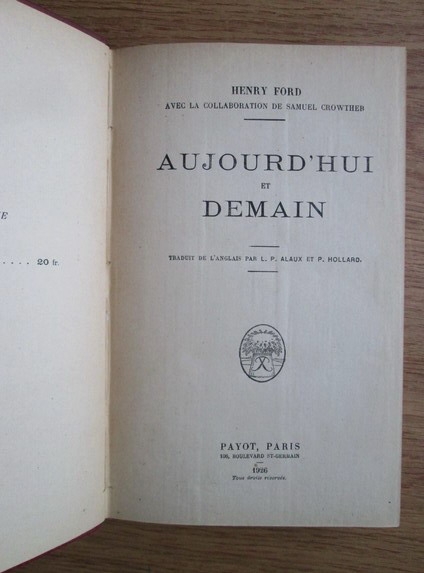 E
.... 20 fr.
HENRY FORD
AVEC LA COLLABORATION DE SAMUEL CROWTHER
AUJOURD'HUI
ET
DEMAIN
TRADUIT DE L'ANGLAIS PAR L. P. ALAUX ET P. HOLLARD.
PAYOT, PARIS
106, BOULEVARD ST-GERMAIN
1926
Tous droits réservés.